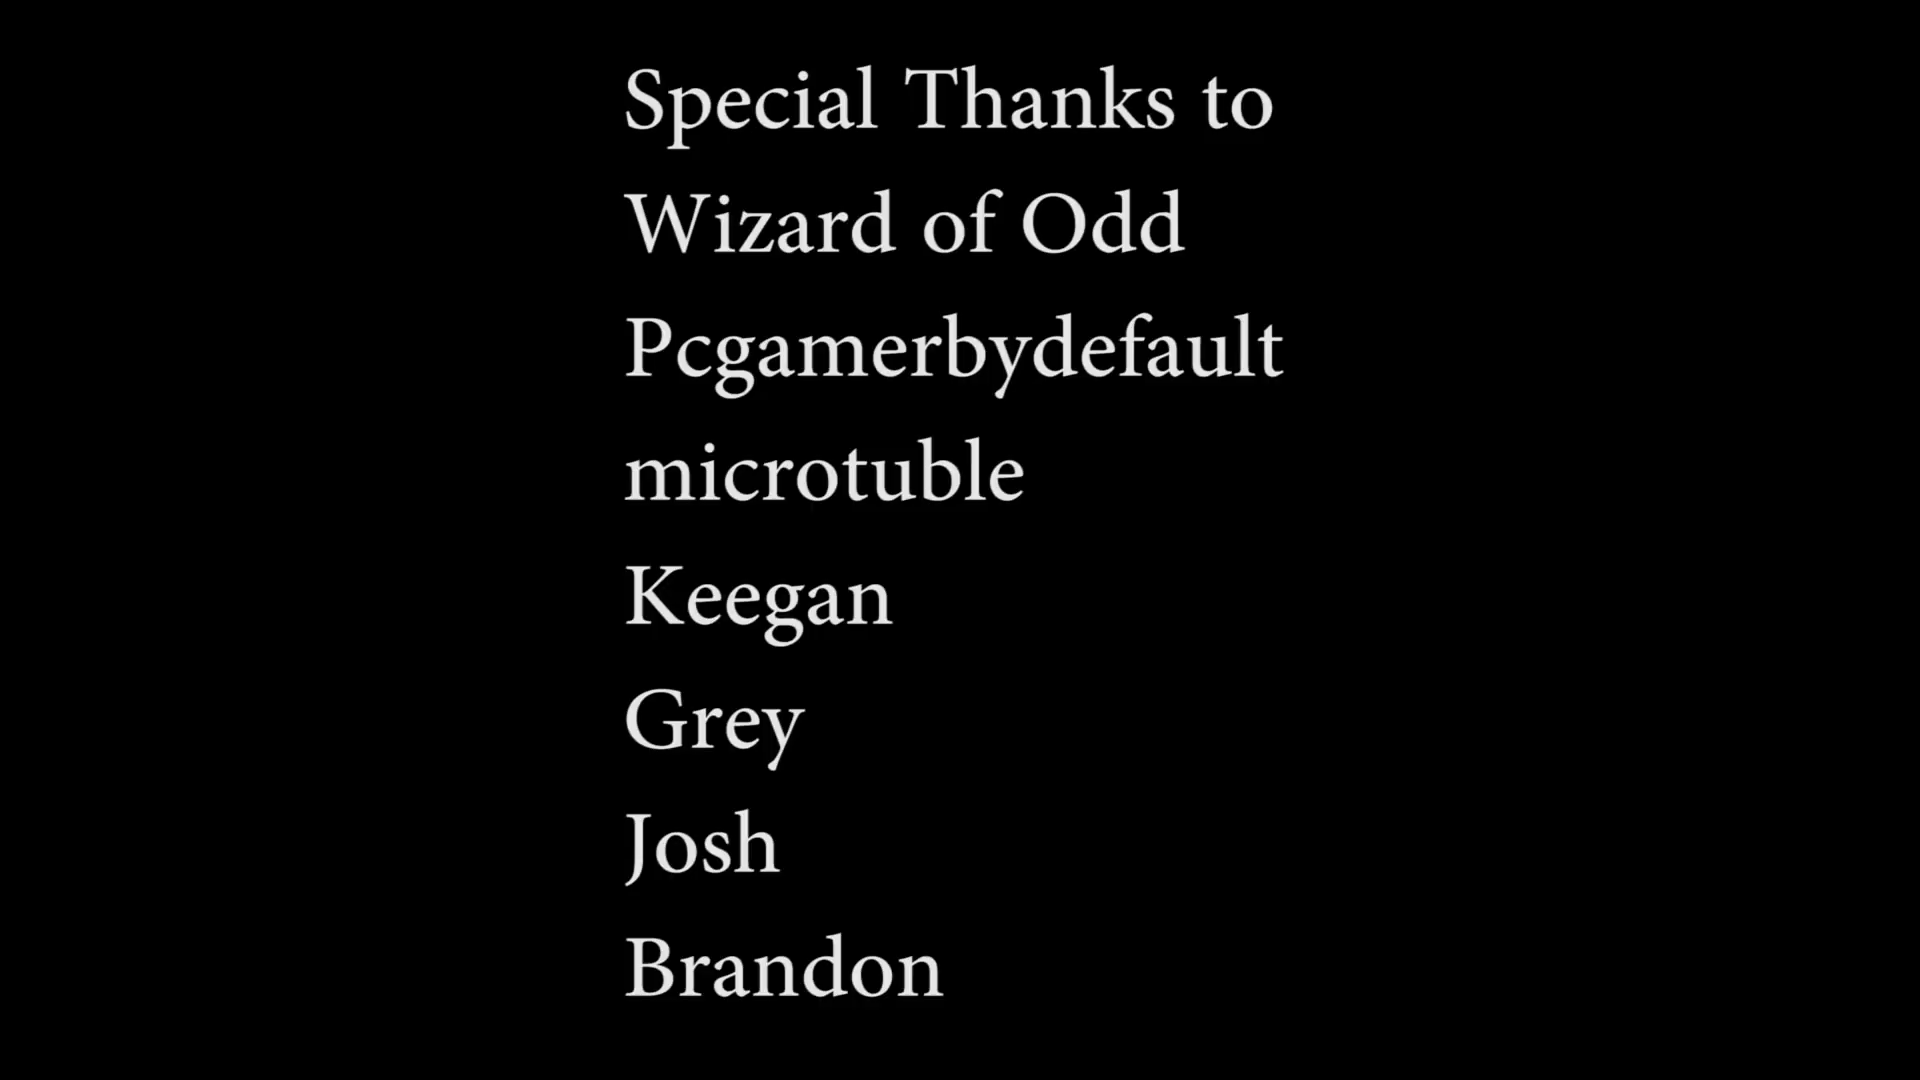 Special Thanks to
Wizard of Odd
Pcgamerbydefault
microtuble
Keegan
Grey
Josh
Brandon